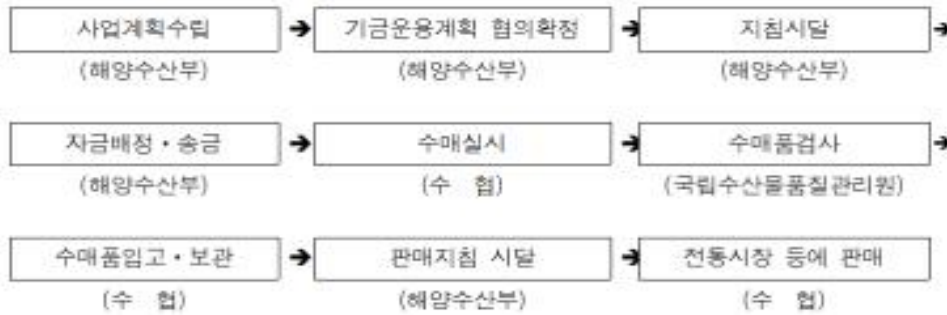 사업계획수립 ➔ 기금운용계획 협의확정 ➔ 지침시달 ➔
(해양수산부) (해양수산부) (해양수산부)
자금배정・송금 ➔ 수매실시 ➔ 수매품검사 ➔
(해양수산부) (수 협) (국립수산물품질관리원)
수매품입고・보관 ➔ 판매지침 시달 ➔ 전통시장 등에 판매
(수 협) (해양수산부) (수 협)